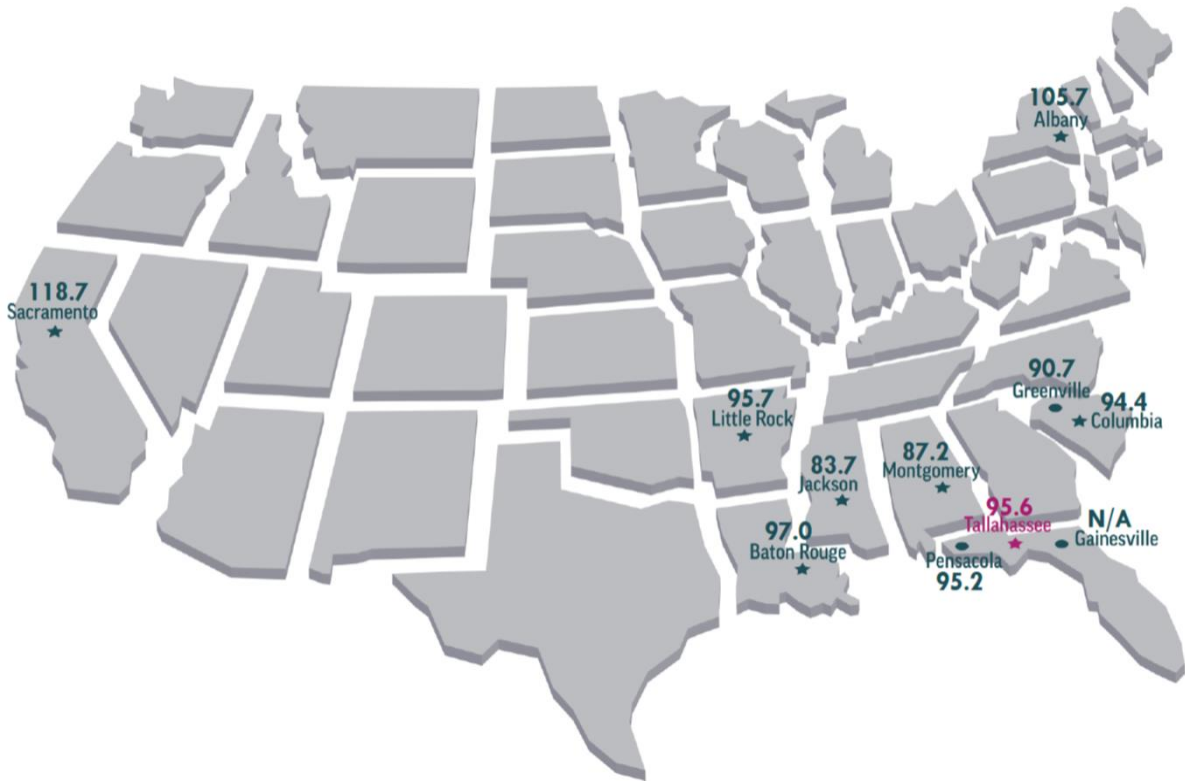 105.7
Albany
118.7
Sacramento
90.7
Greenville
95.7
Little Rock
94.4
Columbia
87.2
Montgomery
83.7
Jackson
95.6
Tallahassee
N/A
Gainesville
97.0
Baton Rouge
Pensacola
95.2